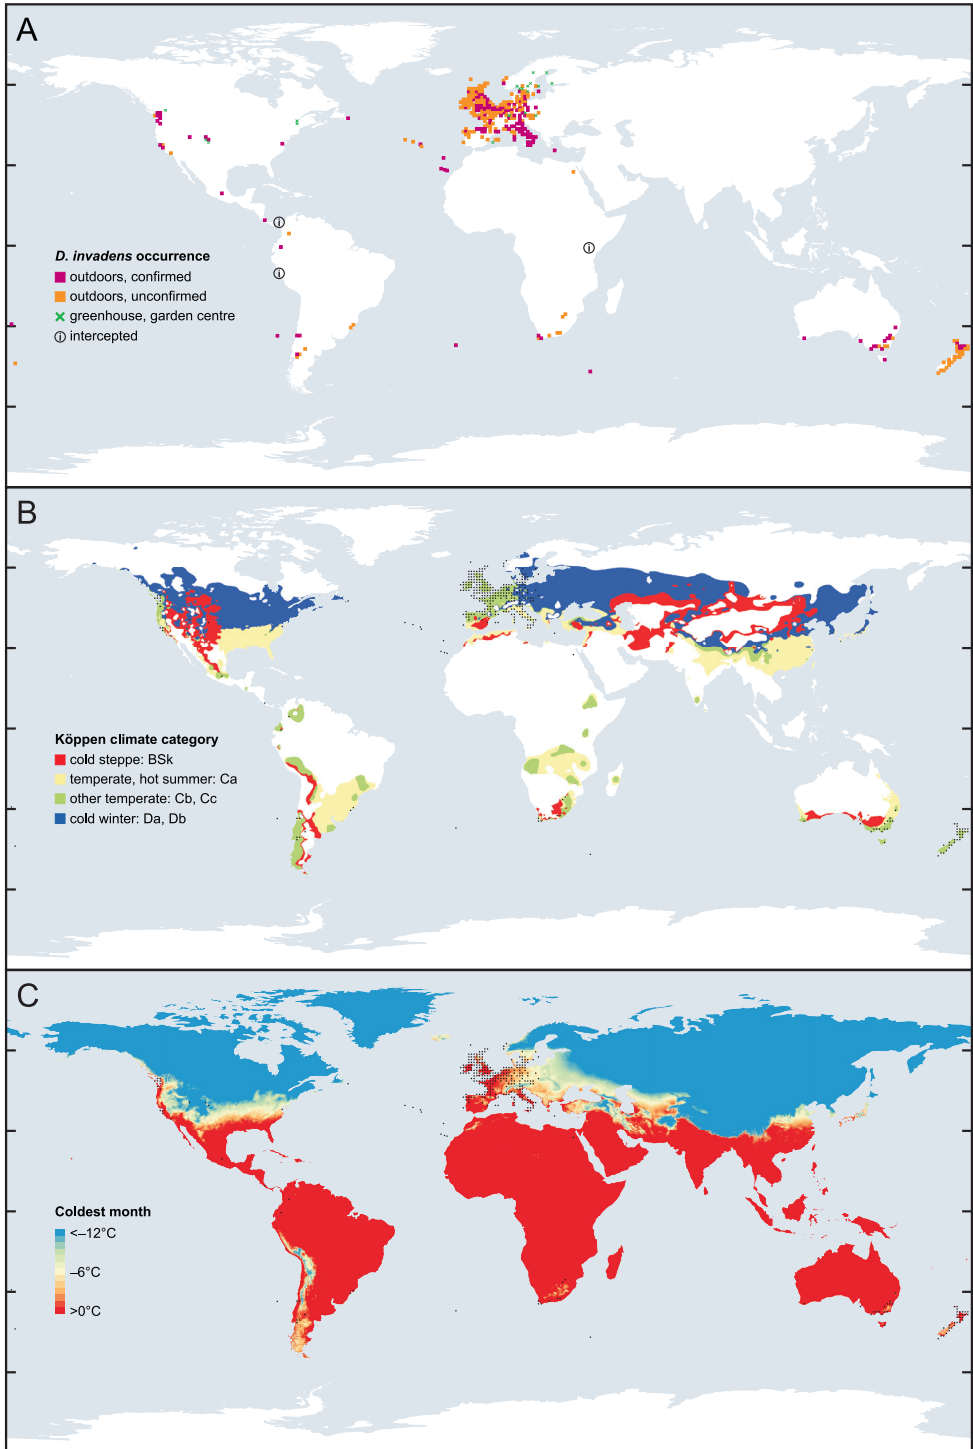 A
D. invadens occurrence
outdoors, confirmed
outdoors, unconfirmed
greenhouse, garden centre
intercepted
B
Köppen climate category
cold steppe: BSk
temperate, hot summer: Ca
other temperate: Cb, Cc
cold winter: Da, Db
C
Coldest month
<–12°C
–6°C
>0°C